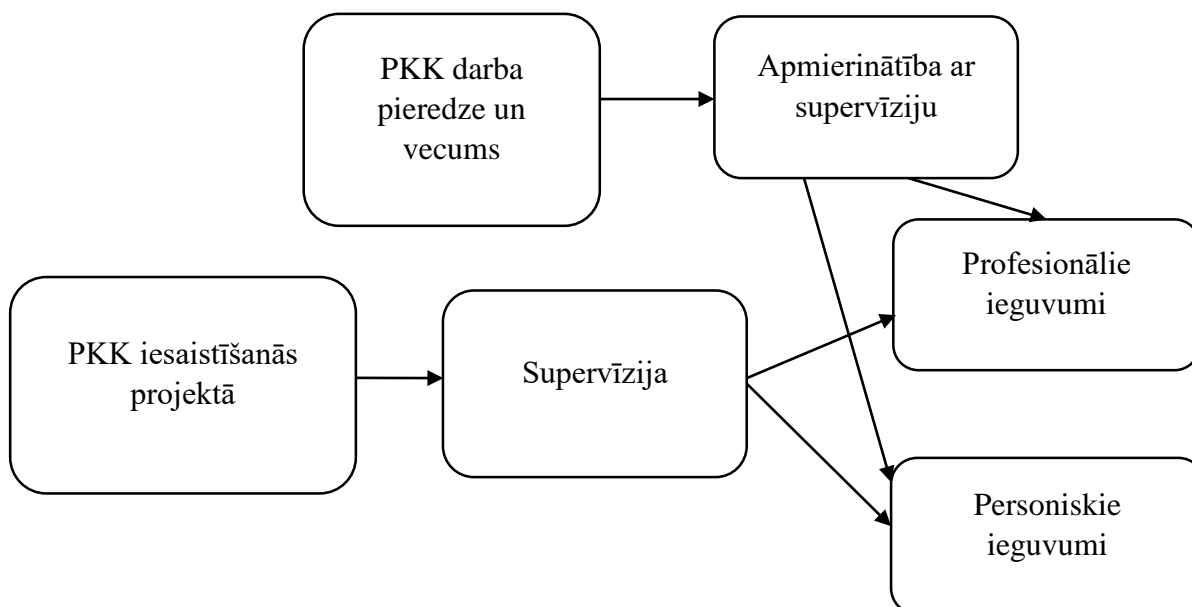 PKK darba
pieredze un
vecums
Apmierinātība ar
supervīziju
Profesionālie
ieguvumi
PKK iesaistīšanās
projektā
Supervīzija
Personiskie
ieguvumi